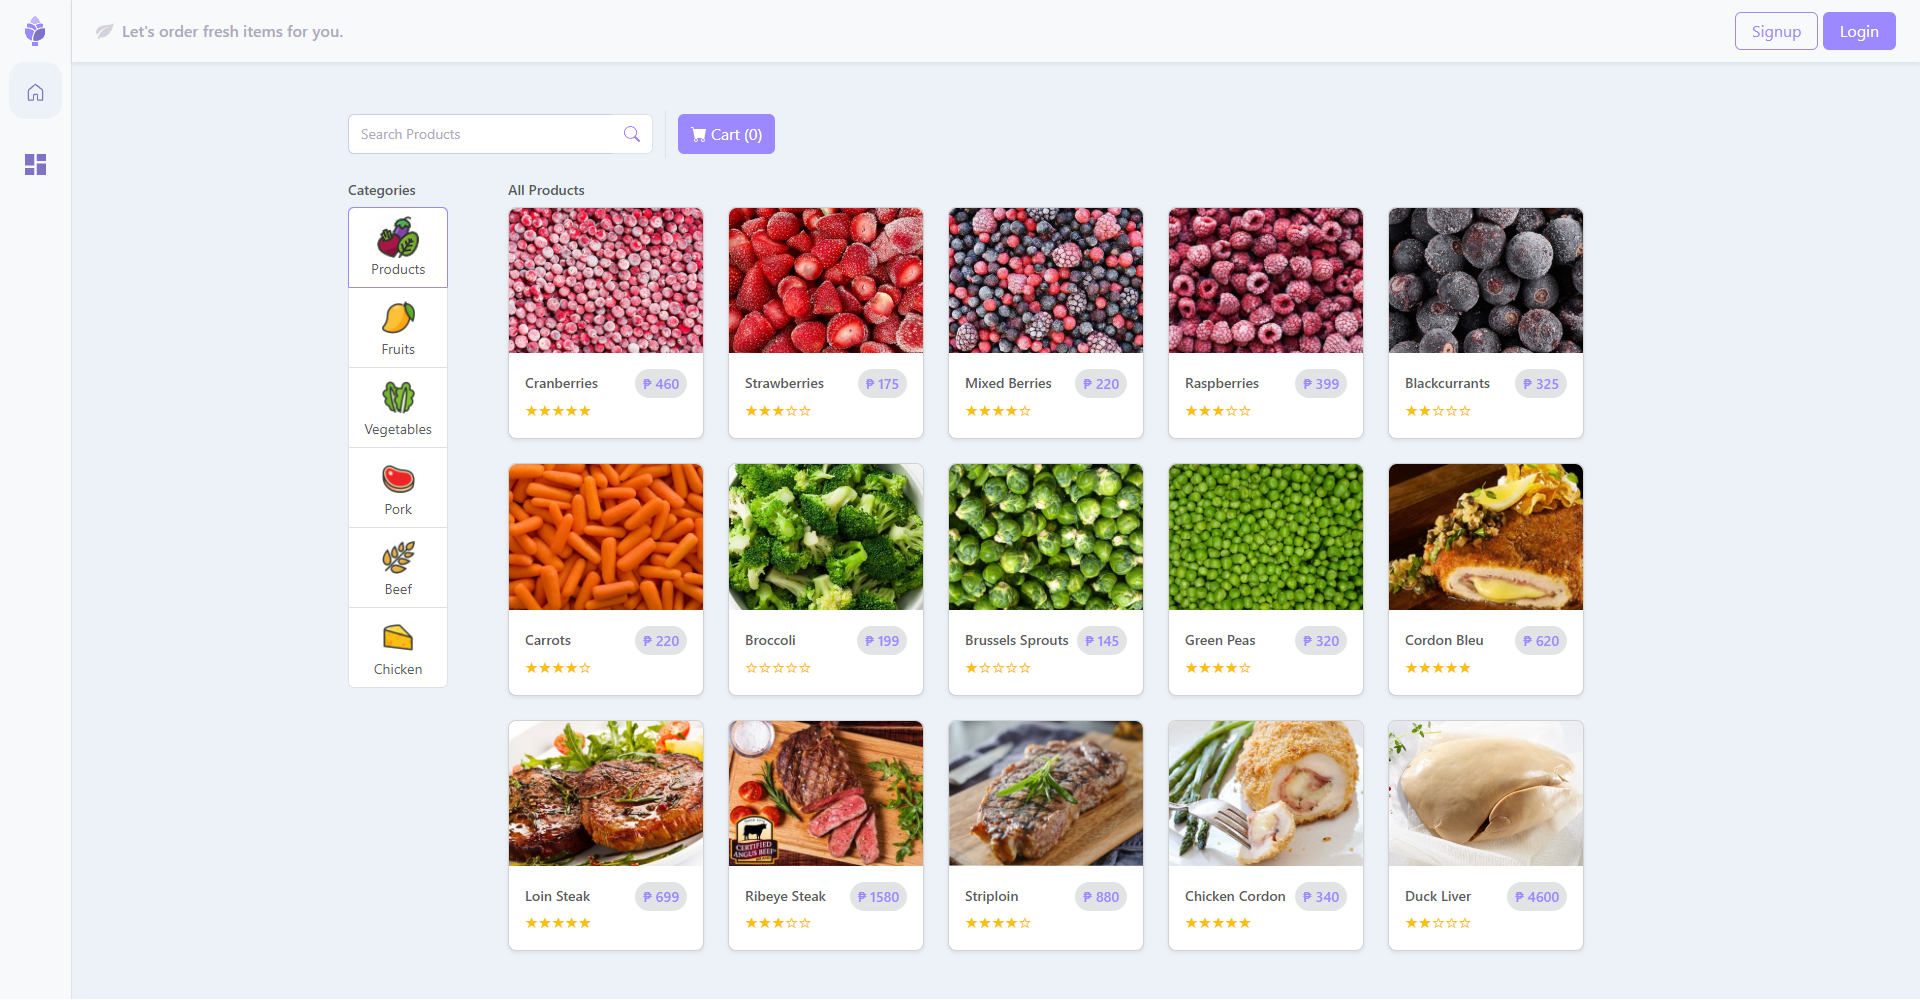 Let's order fresh items for you.
Signup
Login
Search Products
Cart (0)
Categories
All Products
Products
Fruits
Vegetables
Pork
Beef
Chicken
Cranberries ₱ 460
★★★★★
Strawberries ₱ 175
★★★☆☆
Mixed Berries ₱ 220
★★★★☆
Raspberries ₱ 399
★★★☆☆
Blackcurrants ₱ 325
★★☆☆☆
Carrots ₱ 220
★★★★☆
Broccoli ₱ 199
☆☆☆☆☆
Brussels Sprouts ₱ 145
★☆☆☆☆
Green Peas ₱ 320
★★★★☆
Cordon Bleu ₱ 620
★★★★★
CERTIFIED
ANGUS BEEF
Loin Steak ₱ 699
★★★★★
Ribeye Steak ₱ 1580
★★★☆☆
Striploin ₱ 880
★★★★☆
Chicken Cordon ₱ 340
★★★★★
Duck Liver ₱ 4600
★★☆☆☆